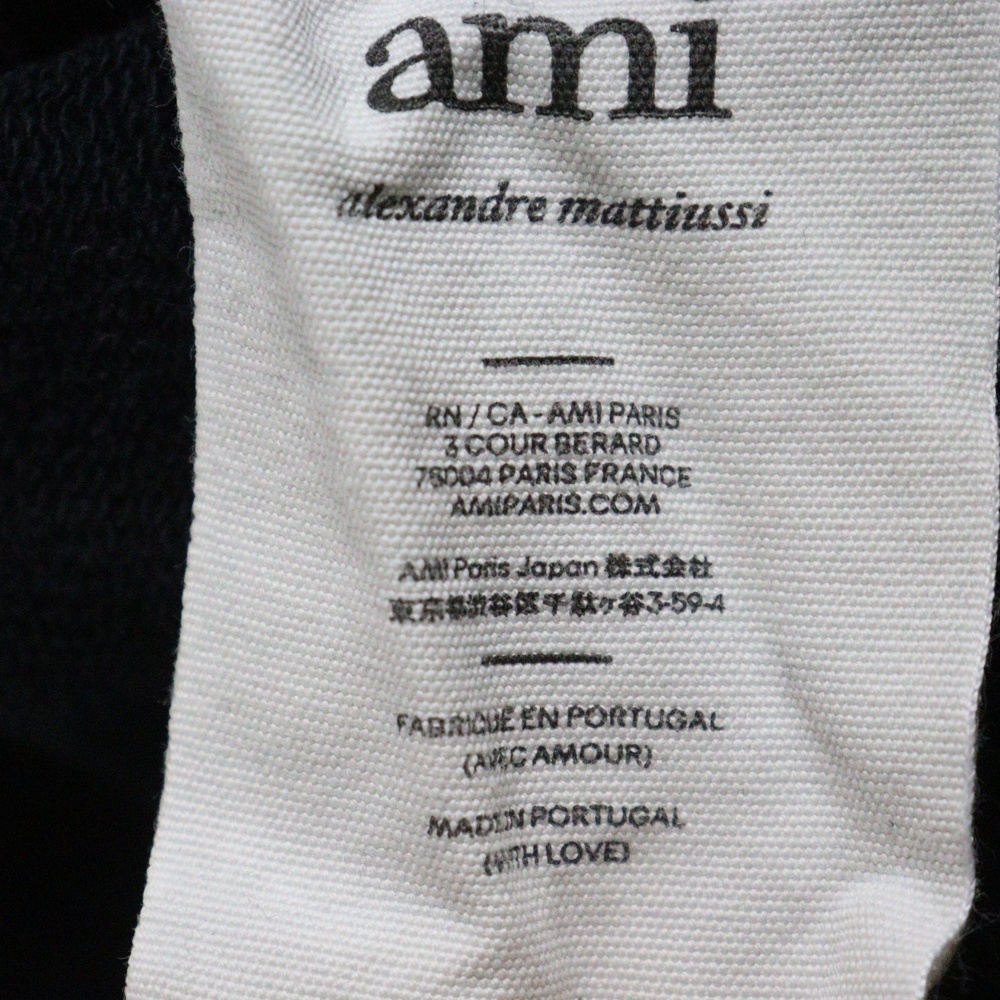 ami
alexandre mattiussi
RN / CA - AMI PARIS
3 COUR BERARD
75004 PARIS FRANCE
AMIPARIS.COM
AMI Paris Japan 株式会社
東京都渋谷区千駄ヶ谷3-59-4
FABRIQUÉ EN PORTUGAL
(AVEC AMOUR)
MADE IN PORTUGAL
(WITH LOVE)